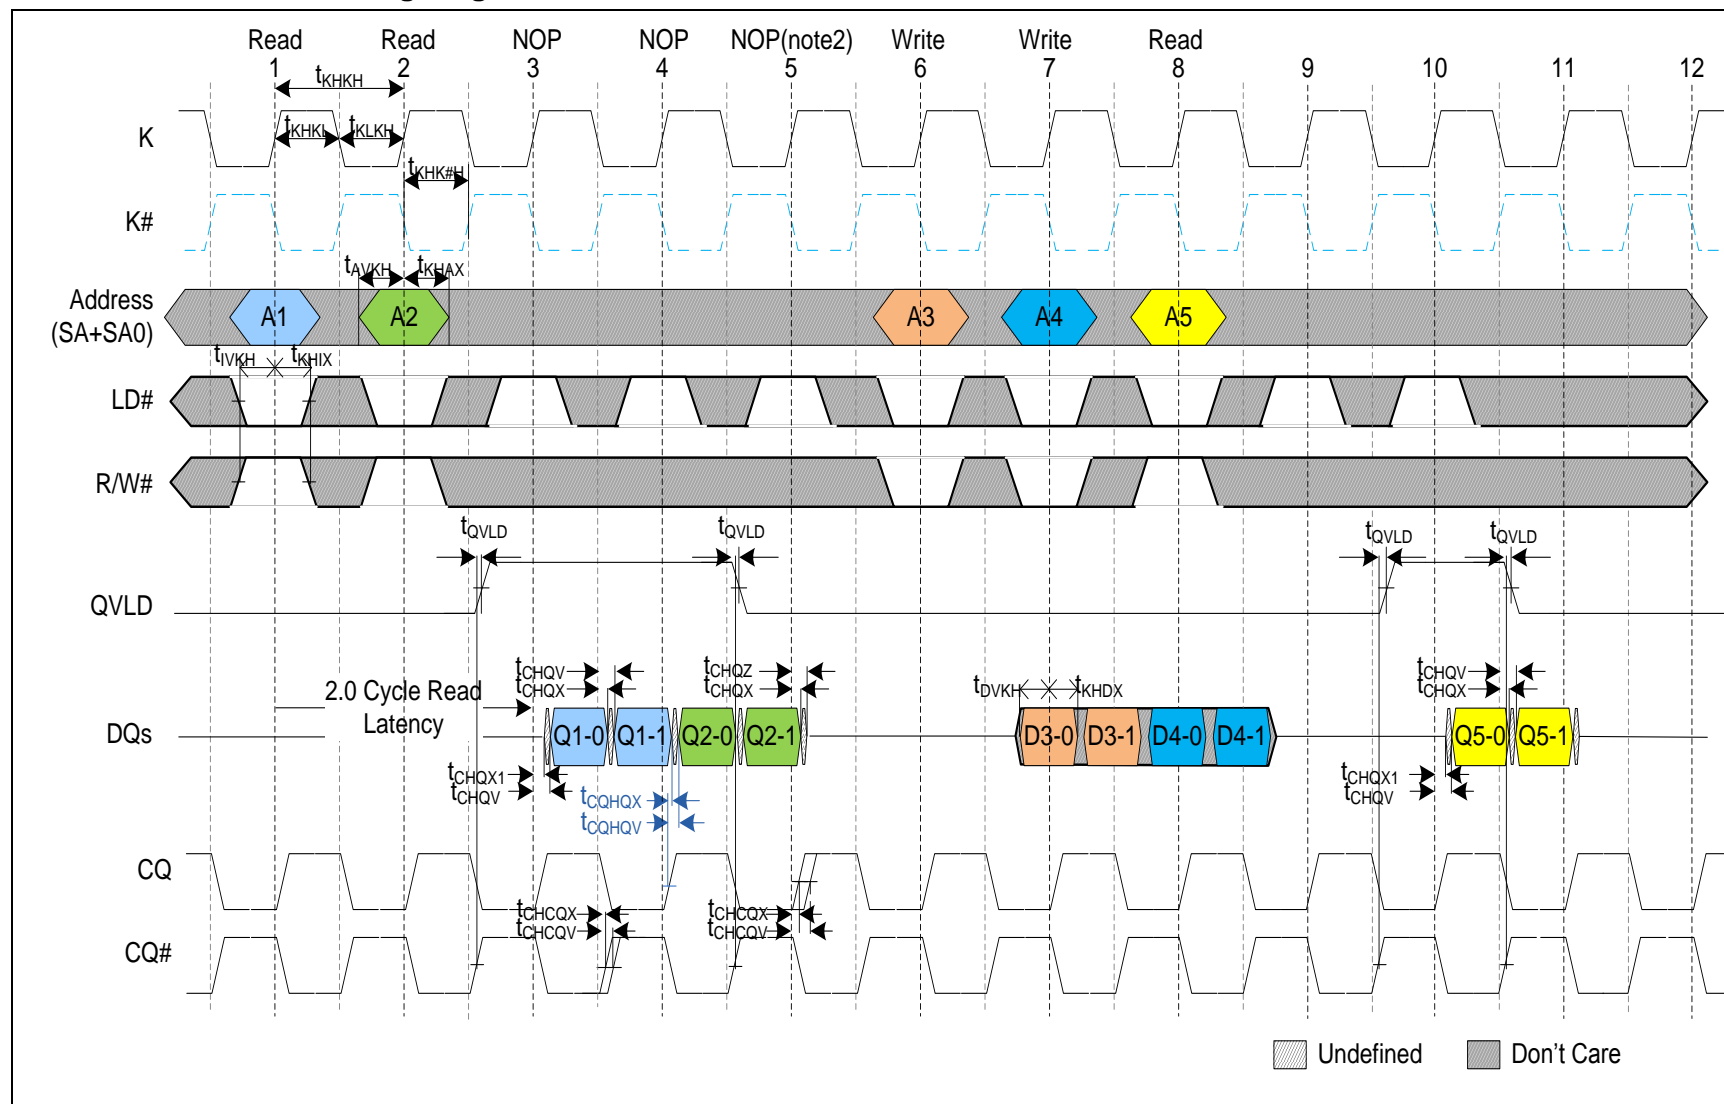 Read Read NOP NOP NOP(note2) Write Write Read
1 2 3 4 5 6 7 8 9 10 11 12
tKHKH
K
tKHKL tKLKH
tKHK#H
K#
tAVKH tKHAX
Address
(SA+SA0)
A1 A2 A3 A4 A5
tIVKH tKHIX
LD#
R/W#
tQVLD tQVLD tQVLD tQVLD
QVLD
tCHQV tCHQZ tCHQV
tCHQX tCHQX tDVKH tKHDX tCHQX
2.0 Cycle Read
Latency
DQs
Q1-0 Q1-1 Q2-0 Q2-1 D3-0 D3-1 D4-0 D4-1 Q5-0 Q5-1
tCHQX1 tCHQX1
tCHQV tCHQV
tCQHQX
tCQHQV
CQ
tCHCQX tCHCQX
tCHCQV tCHCQV
CQ#
Undefined Don't Care